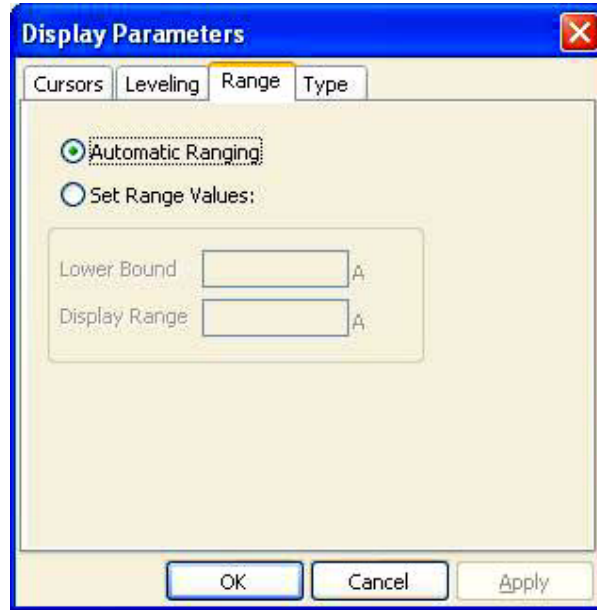 Display Parameters
Cursors Leveling Range Type
Automatic Ranging
Set Range Values:
Lower Bound A
Display Range A
OK Cancel Apply